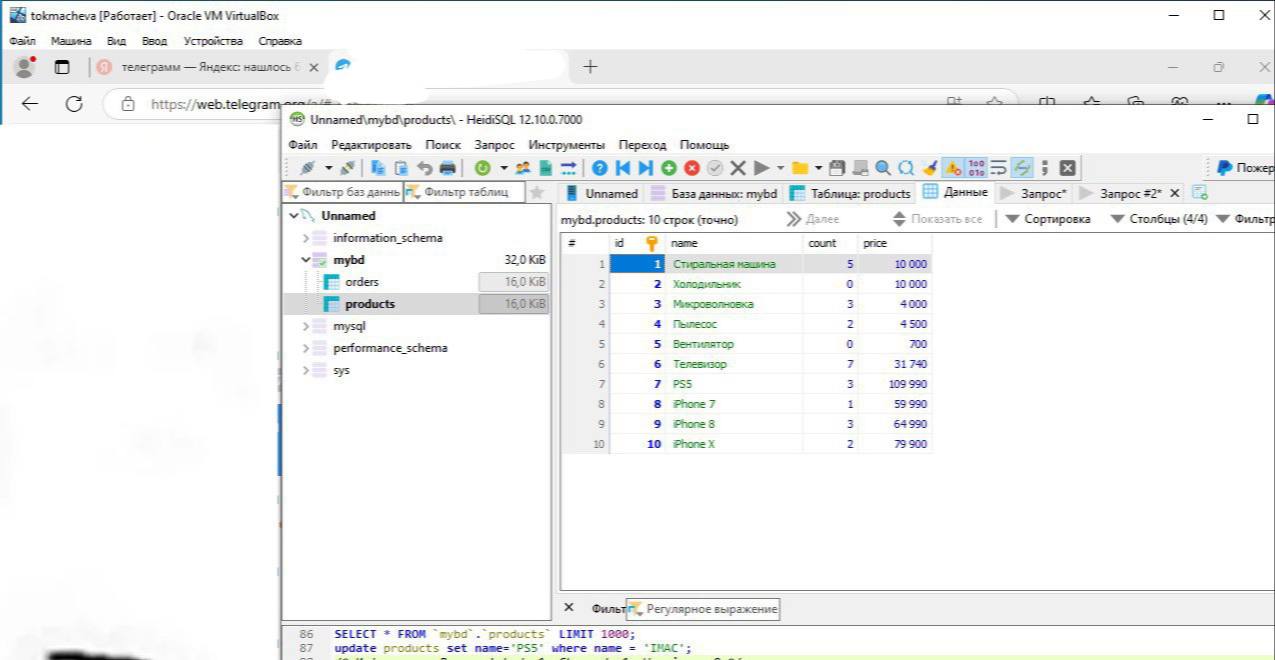 tokmacheva [Работает] - Oracle VM VirtualBox
Файл Машина Вид Ввод Устройства Справка
телеграмм — Яндекс: нашлось
https://web.telegram.org/a/#
Unnamed\mybd\products\ - HeidiSQL 12.10.0.7000
Файл Редактировать Поиск Запрос Инструменты Переход Помощь
Пожер
Фильтр баз данн Фильтр таблиц
Unnamed База данных: mybd Таблица: products Данные Запрос* Запрос #2*
mybd.products: 10 строк (точно) Далее Показать все Сортировка Столбцы (4/4) Фильтр
Unnamed
information_schema
mybd 32,0 KiB
orders 16,0 KiB
products 16,0 KiB
mysql
performance_schema
sys
# id name count price
1 1 Стиральная машина 5 10 000
2 2 Холодильник 0 10 000
3 3 Микроволновка 3 4 000
4 4 Пылесос 2 4 500
5 5 Вентилятор 0 700
6 6 Телевизор 7 31 740
7 7 PS5 3 109 990
8 8 iPhone 7 1 59 990
9 9 iPhone 8 3 64 990
10 10 iPhone X 2 79 900
Фильт Регулярное выражение
86 SELECT * FROM `mybd`.`products` LIMIT 1000;
87 update products set name='PS5' where name = 'IMAC';